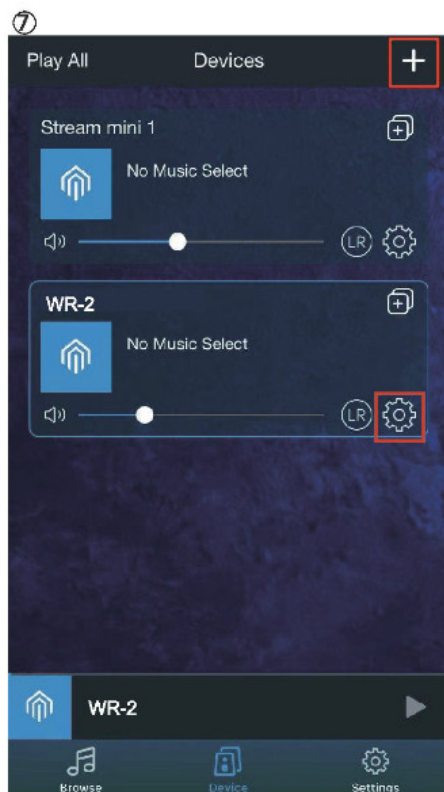 ⑦
Play All Devices +
Stream mini 1
No Music Select
LR
WR-2
No Music Select
LR
WR-2
Browse Device Settings